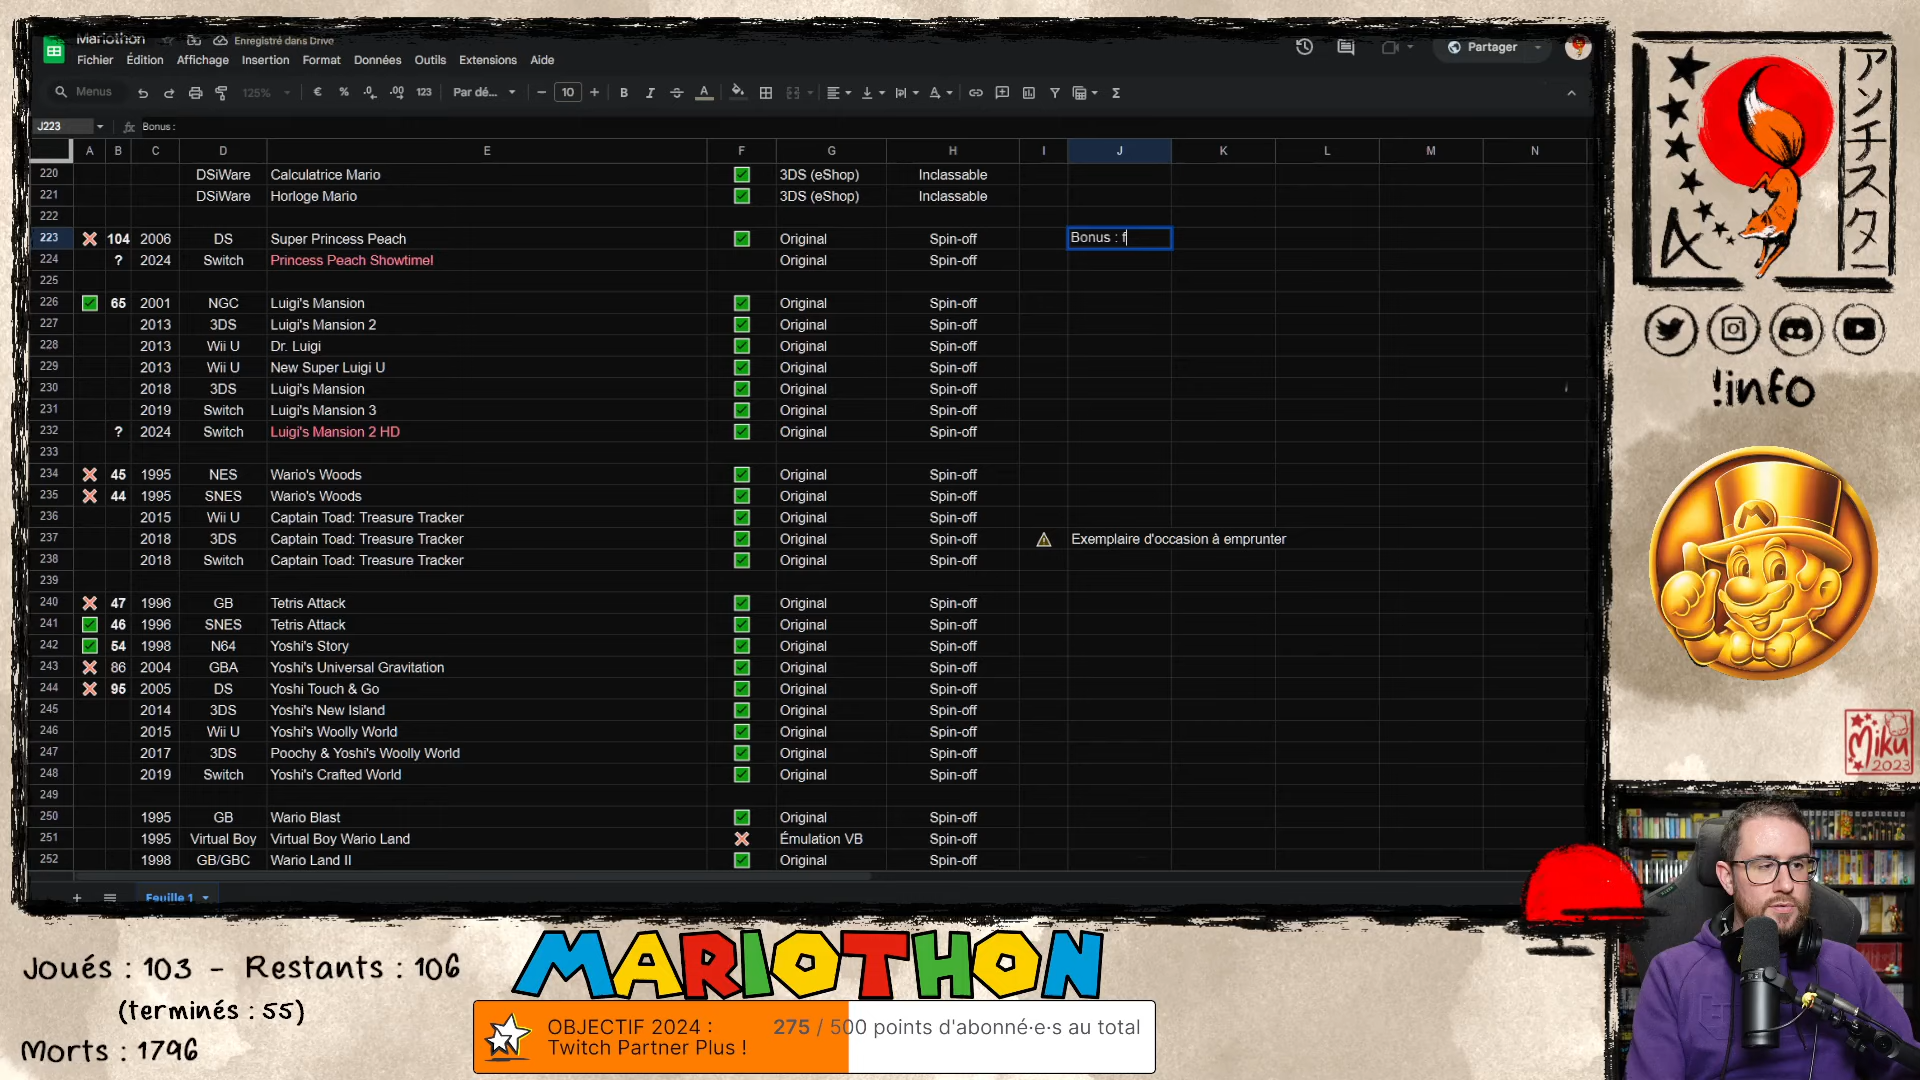 Mariothon
Enregistré dans Drive
Fichier Édition Affichage Insertion Format Données Outils Extensions Aide
Partager
Menus 125% € % .0 .00 123 Par dé... − 10 + B I A
J223 fx Bonus :
A B C D E F G H I J K L M N
220 DSiWare Calculatrice Mario 3DS (eShop) Inclassable
221 DSiWare Horloge Mario 3DS (eShop) Inclassable
222
223 104 2006 DS Super Princess Peach Original Spin-off Bonus : f
224 ? 2024 Switch Princess Peach Showtime! Original Spin-off
225
226 65 2001 NGC Luigi's Mansion Original Spin-off
227 2013 3DS Luigi's Mansion 2 Original Spin-off
228 2013 Wii U Dr. Luigi Original Spin-off
229 2013 Wii U New Super Luigi U Original Spin-off
230 2018 3DS Luigi's Mansion Original Spin-off
231 2019 Switch Luigi's Mansion 3 Original Spin-off
232 ? 2024 Switch Luigi's Mansion 2 HD Original Spin-off
233
234 45 1995 NES Wario's Woods Original Spin-off
235 44 1995 SNES Wario's Woods Original Spin-off
236 2015 Wii U Captain Toad: Treasure Tracker Original Spin-off
237 2018 3DS Captain Toad: Treasure Tracker Original Spin-off Exemplaire d'occasion à emprunter
238 2018 Switch Captain Toad: Treasure Tracker Original Spin-off
239
240 47 1996 GB Tetris Attack Original Spin-off
241 46 1996 SNES Tetris Attack Original Spin-off
242 54 1998 N64 Yoshi's Story Original Spin-off
243 86 2004 GBA Yoshi's Universal Gravitation Original Spin-off
244 95 2005 DS Yoshi Touch & Go Original Spin-off
245 2014 3DS Yoshi's New Island Original Spin-off
246 2015 Wii U Yoshi's Woolly World Original Spin-off
247 2017 3DS Poochy & Yoshi's Woolly World Original Spin-off
248 2019 Switch Yoshi's Crafted World Original Spin-off
249
250 1995 GB Wario Blast Original Spin-off
251 1995 Virtual Boy Virtual Boy Wario Land Émulation VB Spin-off
252 1998 GB/GBC Wario Land II Original Spin-off
Feuille 1
アンチスター
!info
M
Miku
2023
Joués : 103 - Restants : 106
(terminés : 55)
Morts : 1796
MARIOTHON
OBJECTIF 2024 : 275 / 500 points d'abonné·e·s au total
Twitch Partner Plus !